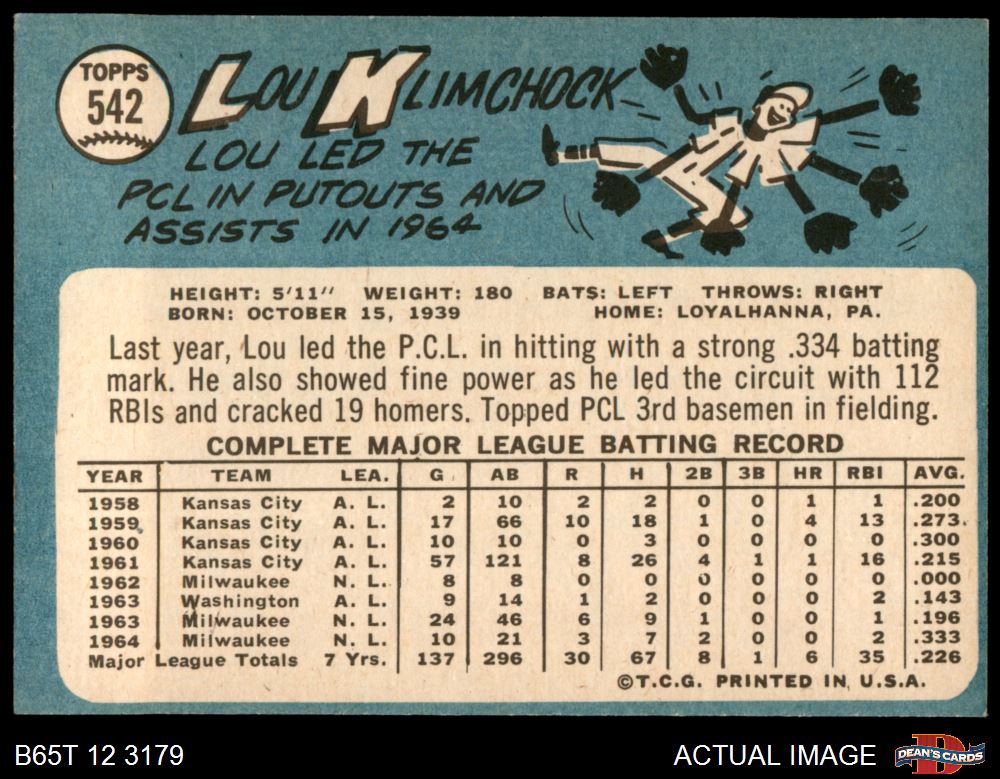 TOPPS
542
LOU KLIMCHOCK
LOU LED THE
PCL IN PUTOUTS AND
ASSISTS IN 1964
HEIGHT: 5'11" WEIGHT: 180 BATS: LEFT THROWS: RIGHT
BORN: OCTOBER 15, 1939 HOME: LOYALHANNA, PA.
Last year, Lou led the P.C.L. in hitting with a strong .334 batting
mark. He also showed fine power as he led the circuit with 112
RBIs and cracked 19 homers. Topped PCL 3rd basemen in fielding.
COMPLETE MAJOR LEAGUE BATTING RECORD
YEAR TEAM LEA. G AB R H 2B 3B HR RBI AVG.
1958 Kansas City A. L. 2 10 2 2 0 0 1 1 .200
1959 Kansas City A. L. 17 66 10 18 1 0 4 13 .273
1960 Kansas City A. L. 10 10 0 3 0 0 0 0 .300
1961 Kansas City A. L. 57 121 8 26 4 1 1 16 .215
1962 Milwaukee N. L. 8 8 0 0 0 0 0 0 .000
1963 Washington A. L. 9 14 1 2 0 0 0 2 .143
1963 Milwaukee N. L. 24 46 6 9 1 0 0 1 .196
1964 Milwaukee N. L. 10 21 3 7 2 0 0 2 .333
Major League Totals 7 Yrs. 137 296 30 67 8 1 6 35 .226
©T.C.G. PRINTED IN U.S.A.
B65T 12 3179 ACTUAL IMAGE
D
DEAN'S CARDS